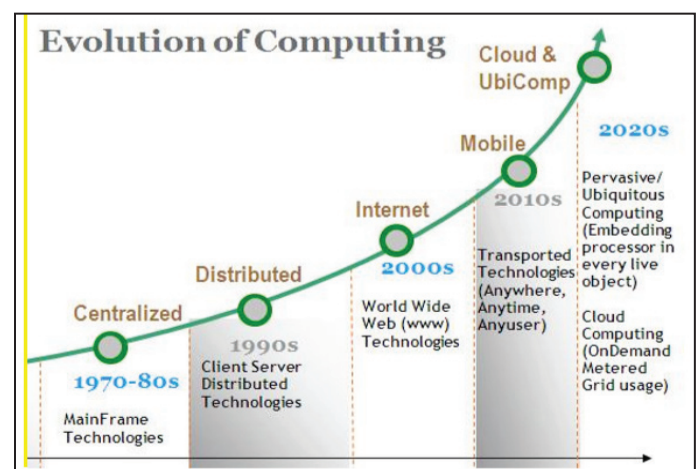 Evolution of Computing
Centralized
1970-80s
MainFrame
Technologies
Distributed
1990s
Client Server
Distributed
Technologies
Internet
2000s
World Wide
Web (www)
Technologies
Mobile
2010s
Transported
Technologies
(Anywhere,
Anytime,
Anyuser)
Cloud &
UbiComp
2020s
Pervasive/
Ubiquitous
Computing
(Embedding
processor in
every live
object)
Cloud
Computing
(OnDemand
Metered
Grid usage)